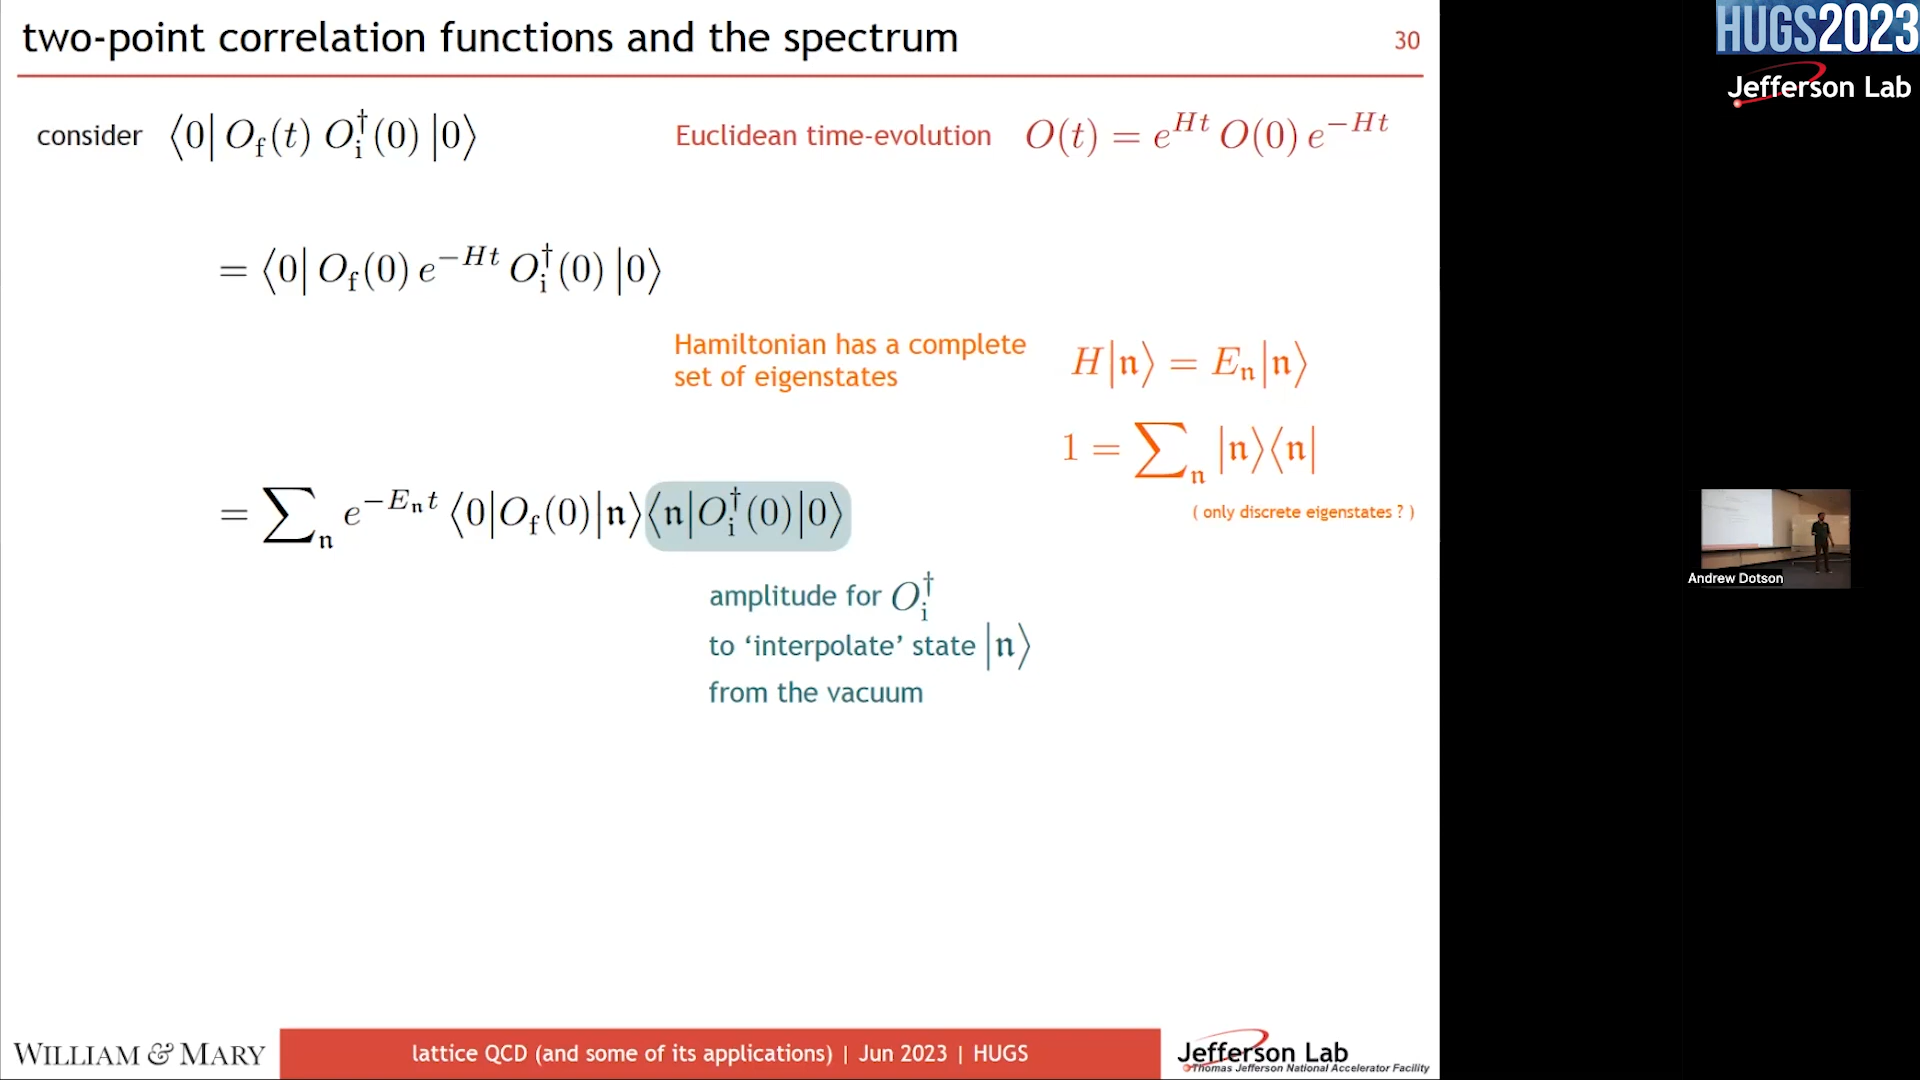 two-point correlation functions and the spectrum
30
consider ⟨0| O_f(t) O_i^†(0) |0⟩
Euclidean time-evolution O(t) = e^{Ht} O(0) e^{−Ht}
= ⟨0| O_f(0) e^{−Ht} O_i^†(0) |0⟩
Hamiltonian has a complete
set of eigenstates
H|𝔫⟩ = E_𝔫|𝔫⟩
1 = ∑_𝔫 |𝔫⟩⟨𝔫|
( only discrete eigenstates ? )
= ∑_𝔫 e^{−E_𝔫 t} ⟨0|O_f(0)|𝔫⟩⟨𝔫|O_i^†(0)|0⟩
amplitude for O_i^†
to ‘interpolate’ state |𝔫⟩
from the vacuum
WILLIAM & MARY
lattice QCD (and some of its applications) | Jun 2023 | HUGS
Jefferson Lab
Thomas Jefferson National Accelerator Facility
HUGS2023
Jefferson Lab
Andrew Dotson